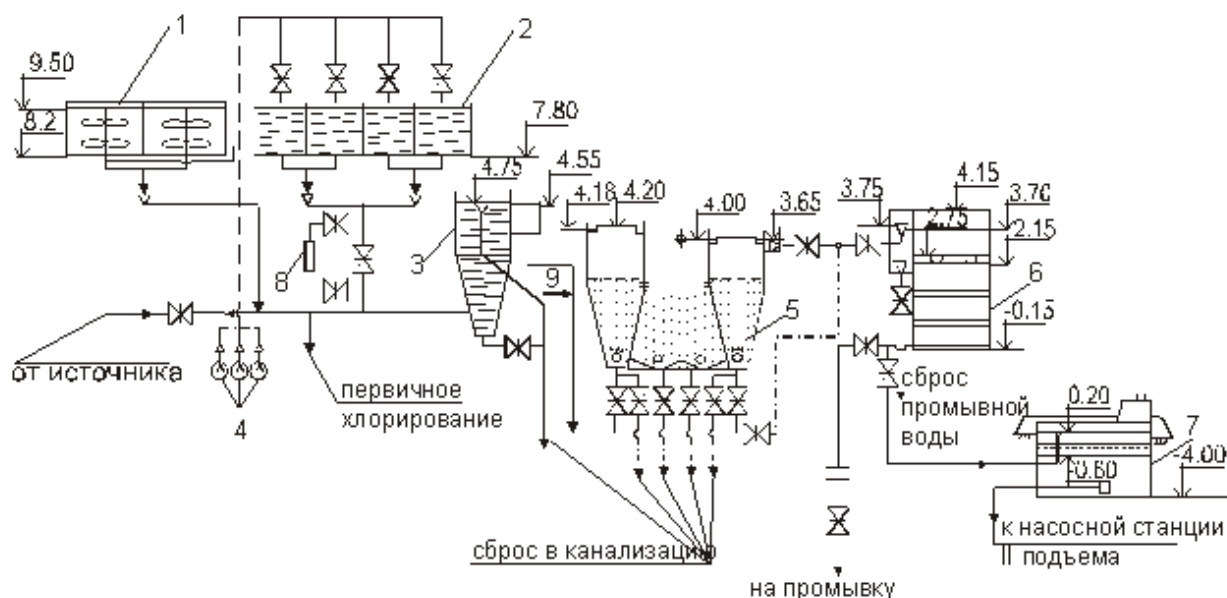 1
2
9.50
8.2
7.80
4.75
4.55
4.18
4.20
4.00
3.65
3.75
4.15
3.70
2.75
2.15
3
8
9
5
6
-0.15
от источника
4
первичное
хлорирование
сброс
промывной
воды
0.20
7
-0.60
-4.00
сброс в канализацию
к насосной станции
II подъема
на промывку